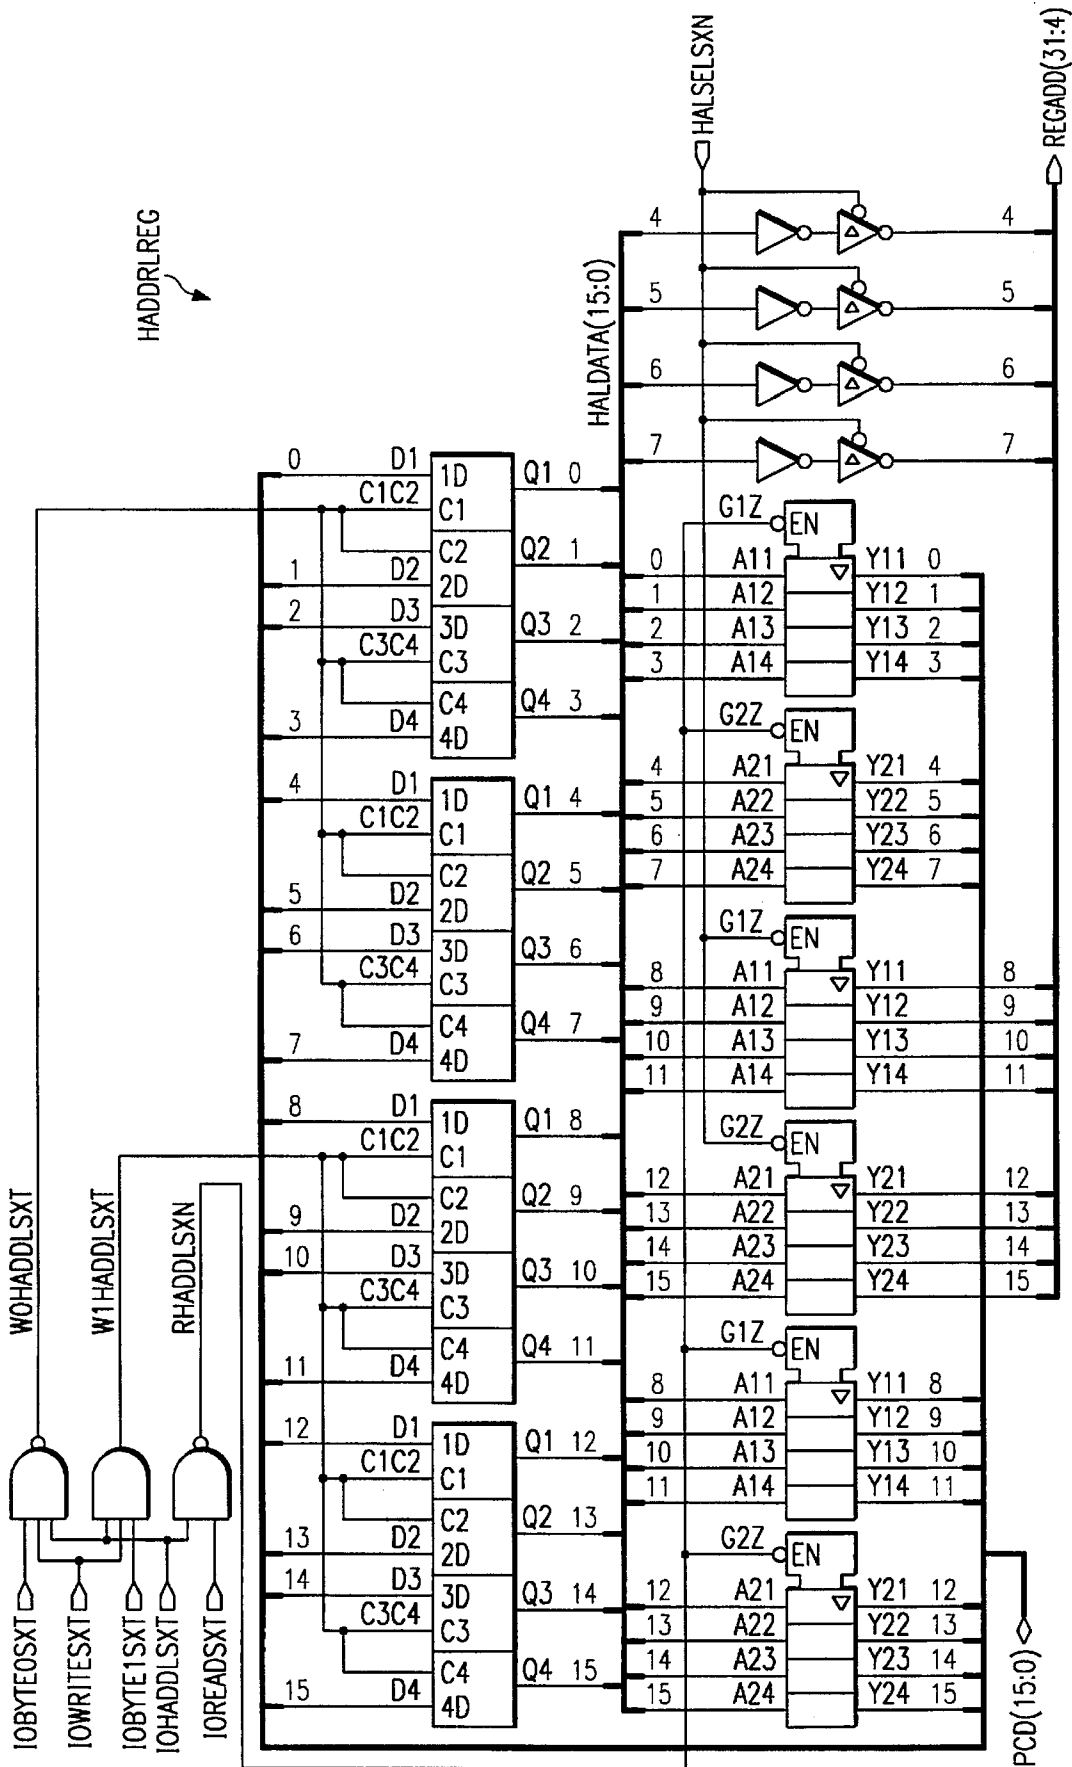 HADDRLREG
HALSELSXN
REGADD(31:4)
HALDATA(15:0)
W0HADDLSXT
W1HADDLSXT
RHADDLSXN
IOBYTE0SXT
IOWRITESXT
IOBYTE1SXT
IOHADDLSXT
IOREADSXT
PCD(15:0)
4 4
5 5
6 6
7 7
0 D1 1D Q1 0
C1C2 C1
C2 Q2 1
1 D2 2D
2 D3 3D Q3 2
C3C4 C3
C4 Q4 3
3 D4 4D
4 D1 1D Q1 4
C1C2 C1
C2 Q2 5
5 D2 2D
6 D3 3D Q3 6
C3C4 C3
C4 Q4 7
7 D4 4D
8 D1 1D Q1 8
C1C2 C1
C2 Q2 9
9 D2 2D
10 D3 3D Q3 10
C3C4 C3
C4 Q4 11
11 D4 4D
12 D1 1D Q1 12
C1C2 C1
C2 Q2 13
13 D2 2D
14 D3 3D Q3 14
C3C4 C3
C4 Q4 15
15 D4 4D
G1Z EN
0 A11 Y11 0
1 A12 Y12 1
2 A13 Y13 2
3 A14 Y14 3
G2Z EN
4 A21 Y21 4
5 A22 Y22 5
6 A23 Y23 6
7 A24 Y24 7
G1Z EN
8 A11 Y11 8
9 A12 Y12 9
10 A13 Y13 10
11 A14 Y14 11
G2Z EN
12 A21 Y21 12
13 A22 Y22 13
14 A23 Y23 14
15 A24 Y24 15
G1Z EN
8 A11 Y11 8
9 A12 Y12 9
10 A13 Y13 10
11 A14 Y14 11
G2Z EN
12 A21 Y21 12
13 A22 Y22 13
14 A23 Y23 14
15 A24 Y24 15